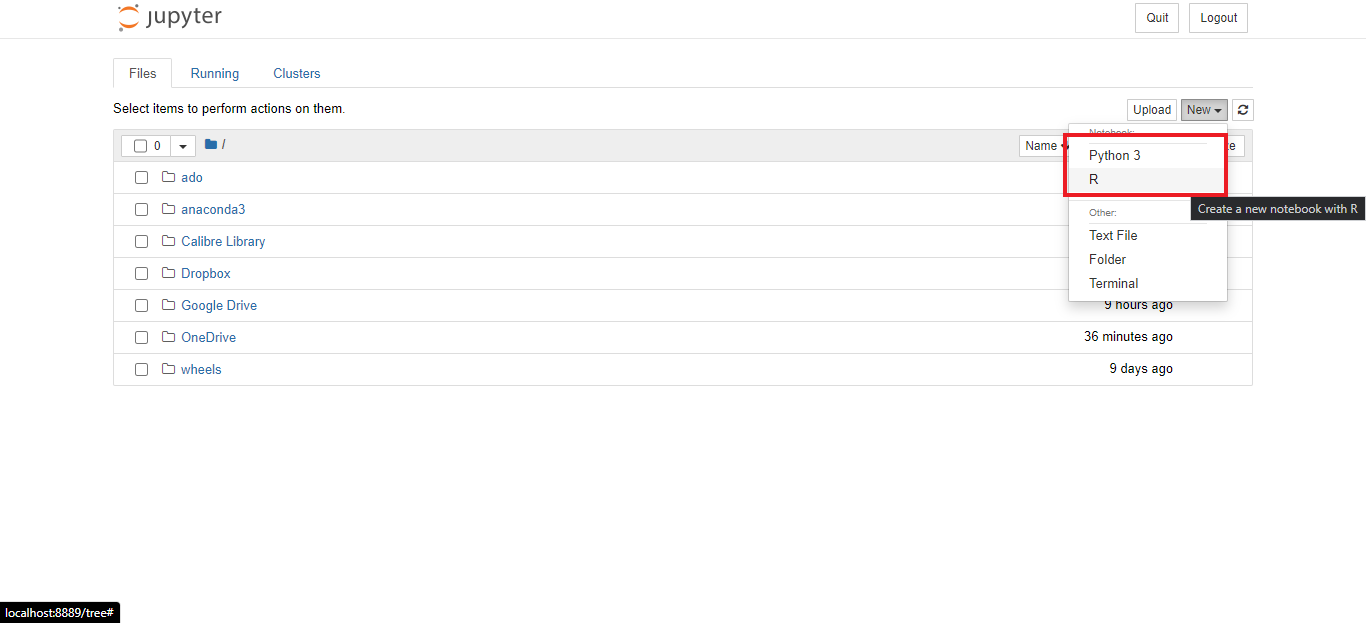 jupyter
Quit Logout
Files Running Clusters
Select items to perform actions on them.
Upload New
Notebook:
0 / Name
Python 3
R
Create a new notebook with R
Other:
Text File
Folder
Terminal
ado
anaconda3
Calibre Library
Dropbox
Google Drive 9 hours ago
OneDrive 36 minutes ago
wheels 9 days ago
localhost:8889/tree#